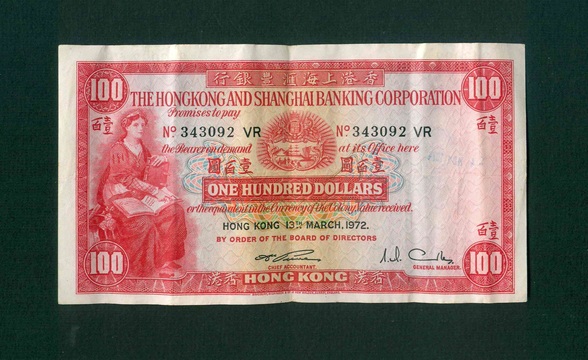 行銀豐滙海上港香
100 100
THE HONGKONG AND SHANGHAI BANKING CORPORATION
Promises to pay
百壹 百壹
Nº 343092 VR Nº 343092 VR
the Bearer on demand at its Office here
圓百壹 圓百壹
ONE HUNDRED DOLLARS
or the equivalent in the Currency of the Colony, Value received.
百壹
HONG KONG 13TH MARCH, 1972.
BY ORDER OF THE BOARD OF DIRECTORS
CHIEF ACCOUNTANT GENERAL MANAGER
100 100
港香 HONG KONG 港香